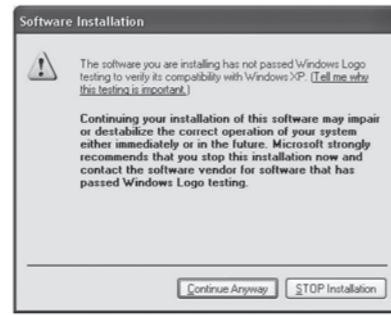 Software Installation
The software you are installing has not passed Windows Logo
testing to verify its compatibility with Windows XP. (Tell me why
this testing is important.)
Continuing your installation of this software may impair
or destabilize the correct operation of your system
either immediately or in the future. Microsoft strongly
recommends that you stop this installation now and
contact the software vendor for software that has
passed Windows Logo testing.
Continue Anyway STOP Installation